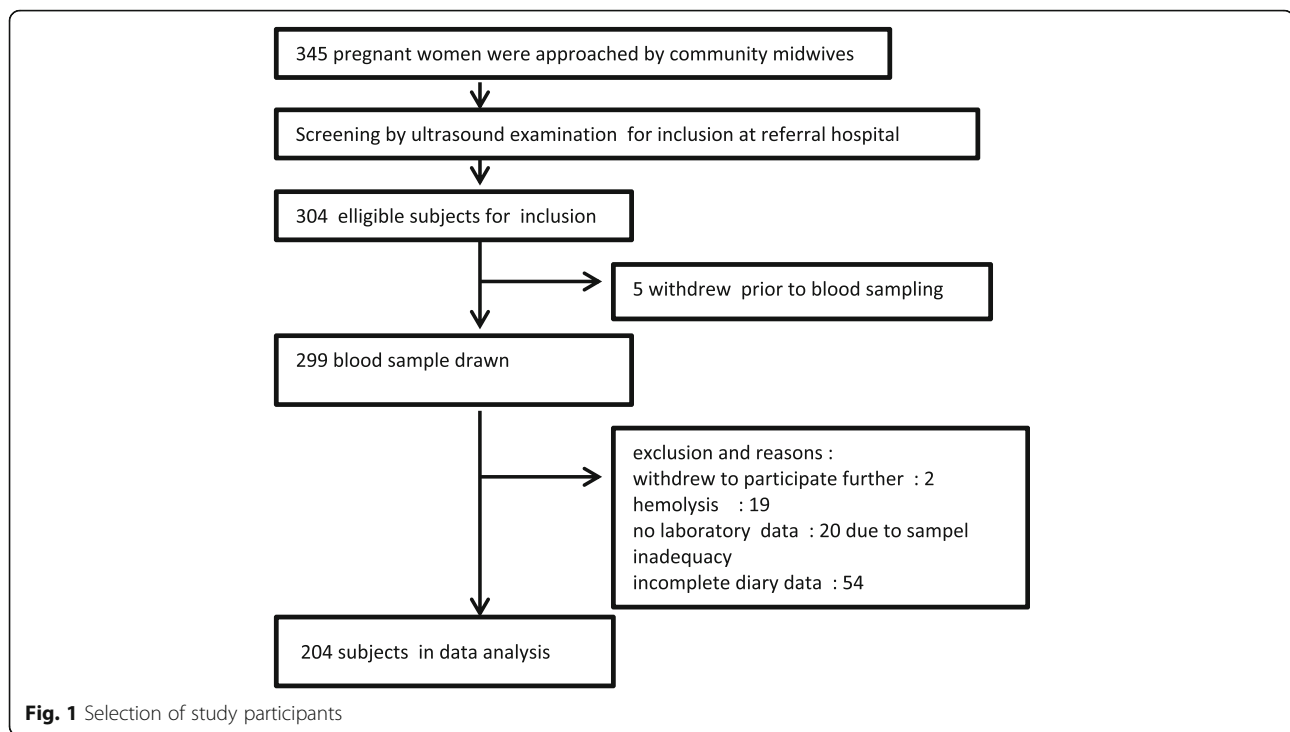 345 pregnant women were approached by community midwives
Screening by ultrasound examination for inclusion at referral hospital
304 elligible subjects for inclusion
5 withdrew prior to blood sampling
299 blood sample drawn
exclusion and reasons :
withdrew to participate further : 2
hemolysis : 19
no laboratory data : 20 due to sampel
inadequacy
incomplete diary data : 54
204 subjects in data analysis
Fig. 1 Selection of study participants